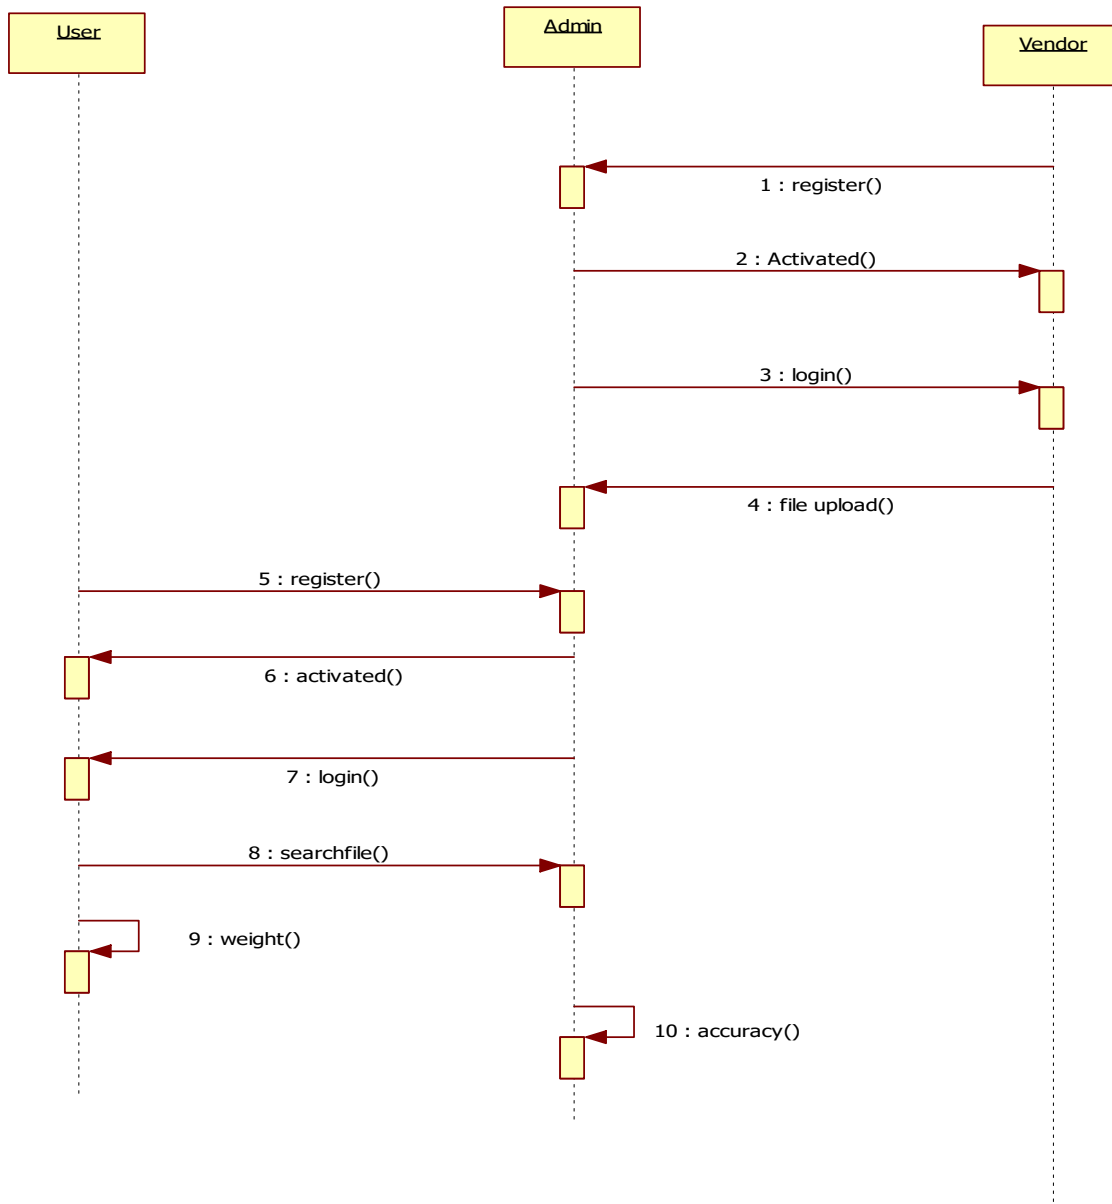 User
Admin
Vendor
1 : register()
2 : Activated()
3 : login()
4 : file upload()
5 : register()
6 : activated()
7 : login()
8 : searchfile()
9 : weight()
10 : accuracy()